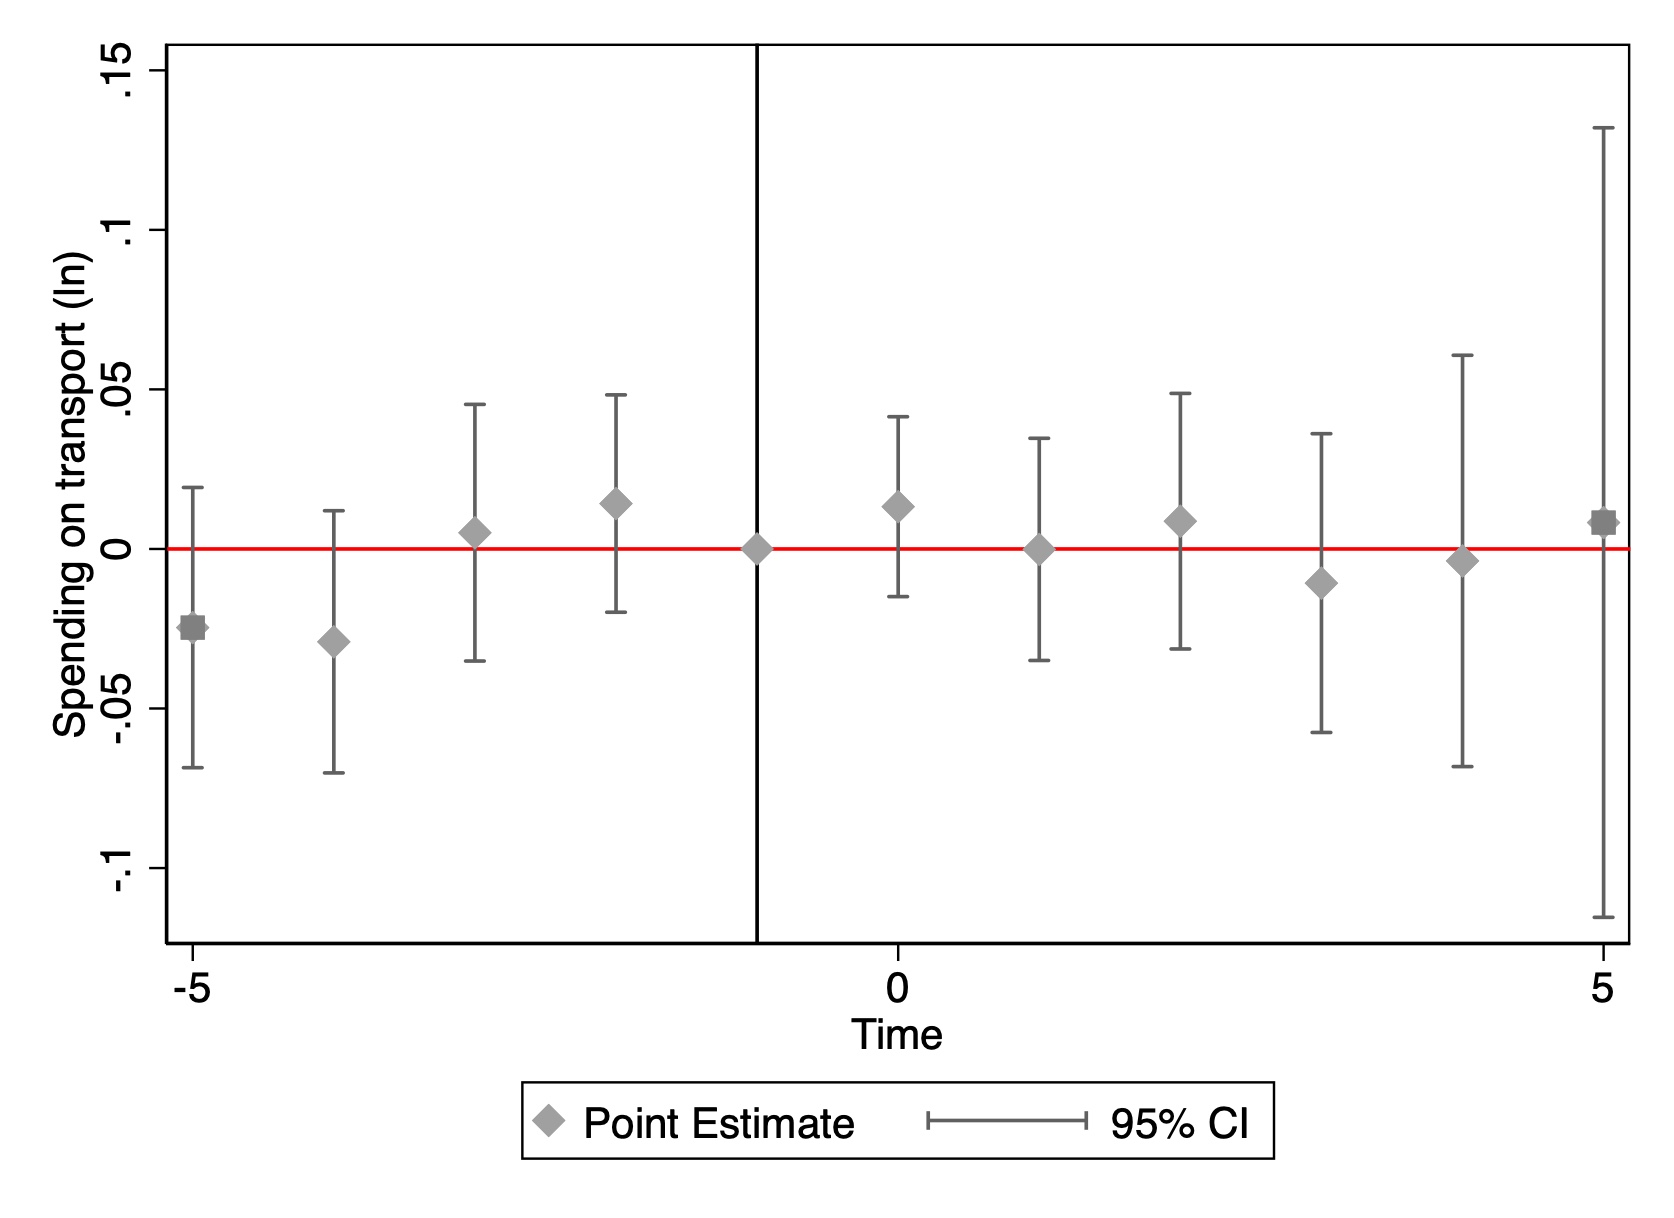 Spending on transport (ln)
.15
.1
.05
0
-.05
-.1
-5
0
5
Time
Point Estimate
95% CI